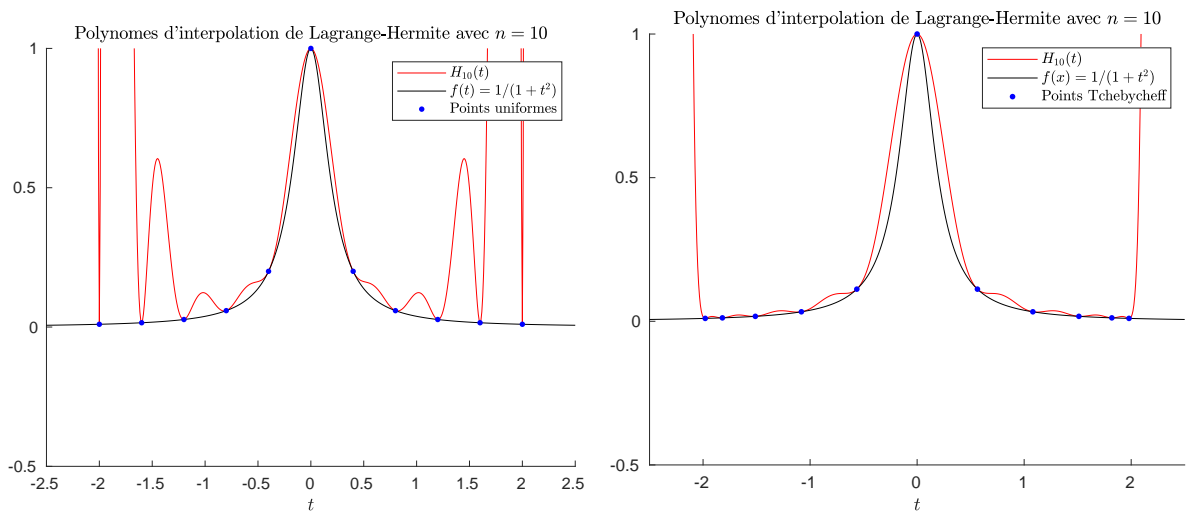 Polynomes d'interpolation de Lagrange-Hermite avec n = 10
H₁₀(t)
f(t) = 1/(1 + t²)
Points uniformes
1
0.5
0
-0.5
-2.5 -2 -1.5 -1 -0.5 0 0.5 1 1.5 2 2.5
t
Polynomes d'interpolation de Lagrange-Hermite avec n = 10
H₁₀(t)
f(x) = 1/(1 + t²)
Points Tchebycheff
1
0.5
0
-0.5
-2 -1 0 1 2
t